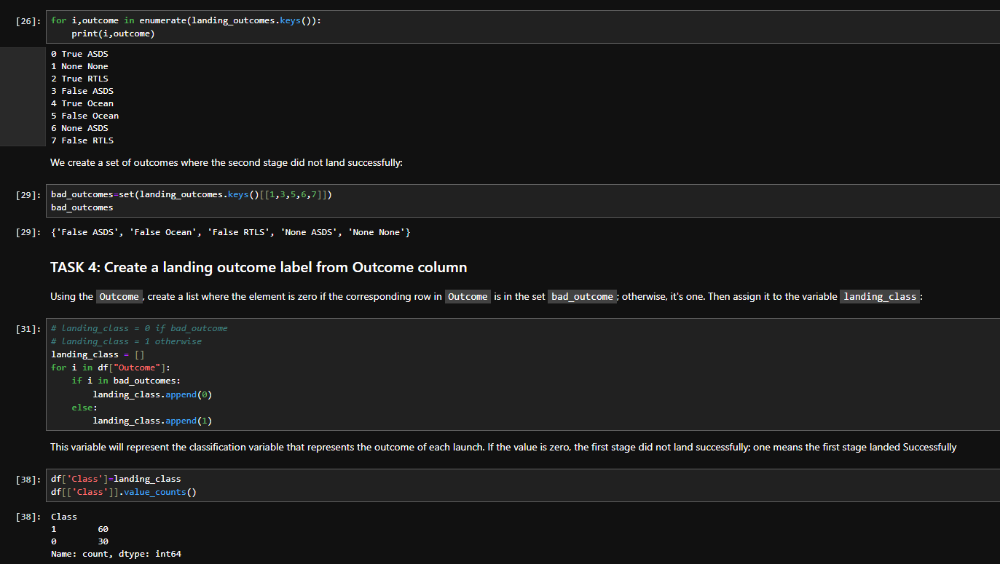 [26]: for i,outcome in enumerate(landing_outcomes.keys()):
    print(i,outcome)
0 True ASDS
1 None None
2 True RTLS
3 False ASDS
4 True Ocean
5 False Ocean
6 None ASDS
7 False RTLS
We create a set of outcomes where the second stage did not land successfully:
[29]: bad_outcomes=set(landing_outcomes.keys()[[1,3,5,6,7]])
bad_outcomes
[29]: {'False ASDS', 'False Ocean', 'False RTLS', 'None ASDS', 'None None'}
TASK 4: Create a landing outcome label from Outcome column
Using the Outcome, create a list where the element is zero if the corresponding row in Outcome is in the set bad_outcome; otherwise, it's one. Then assign it to the variable landing_class:
[31]: # landing_class = 0 if bad_outcome
# landing_class = 1 otherwise
landing_class = []
for i in df["Outcome"]:
    if i in bad_outcomes:
        landing_class.append(0)
    else:
        landing_class.append(1)
This variable will represent the classification variable that represents the outcome of each launch. If the value is zero, the first stage did not land successfully; one means the first stage landed Successfully
[38]: df['Class']=landing_class
df[['Class']].value_counts()
[38]: Class
1        60
0        30
Name: count, dtype: int64